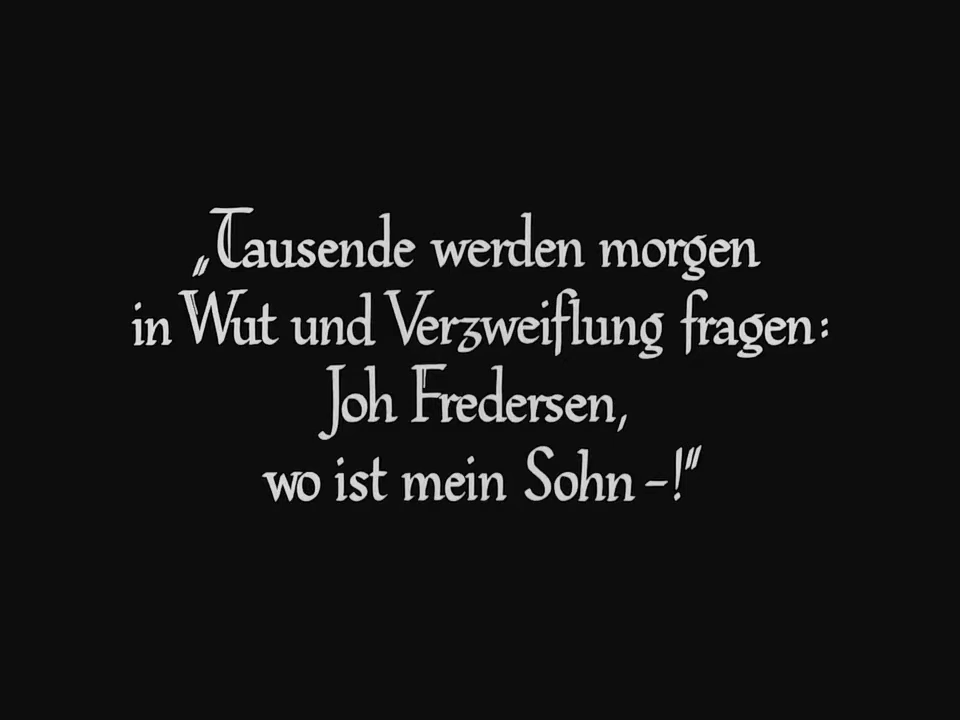 „Tausende werden morgen
in Wut und Verzweiflung fragen:
Joh Fredersen,
wo ist mein Sohn –!"